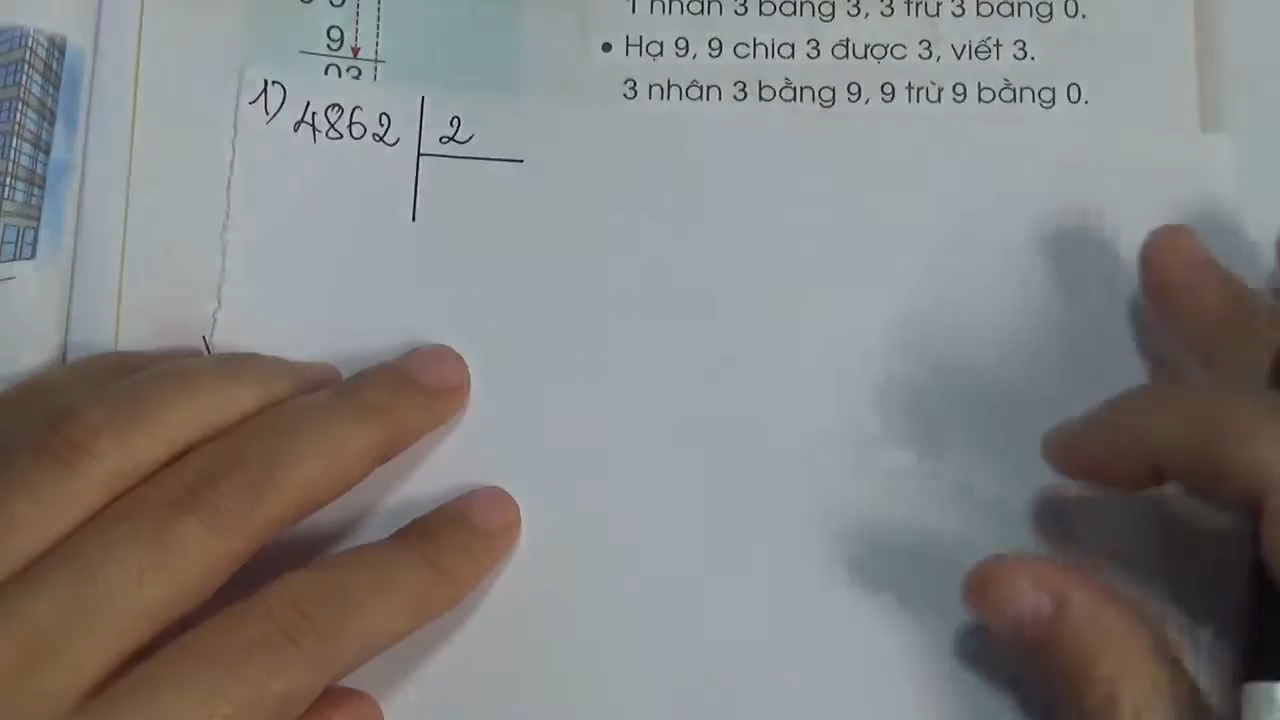 1 nhân 3 bằng 3, 3 trừ 3 bằng 0.
9
• Hạ 9, 9 chia 3 được 3, viết 3.
3 nhân 3 bằng 9, 9 trừ 9 bằng 0.
1) 4862 2